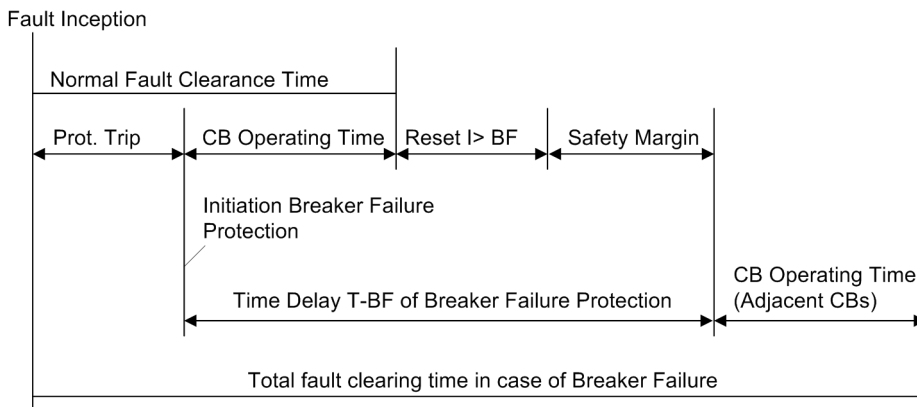 Fault Inception
Normal Fault Clearance Time
Prot. Trip
CB Operating Time
Reset I> BF
Safety Margin
Initiation Breaker Failure
Protection
Time Delay T-BF of Breaker Failure Protection
CB Operating Time
(Adjacent CBs)
Total fault clearing time in case of Breaker Failure